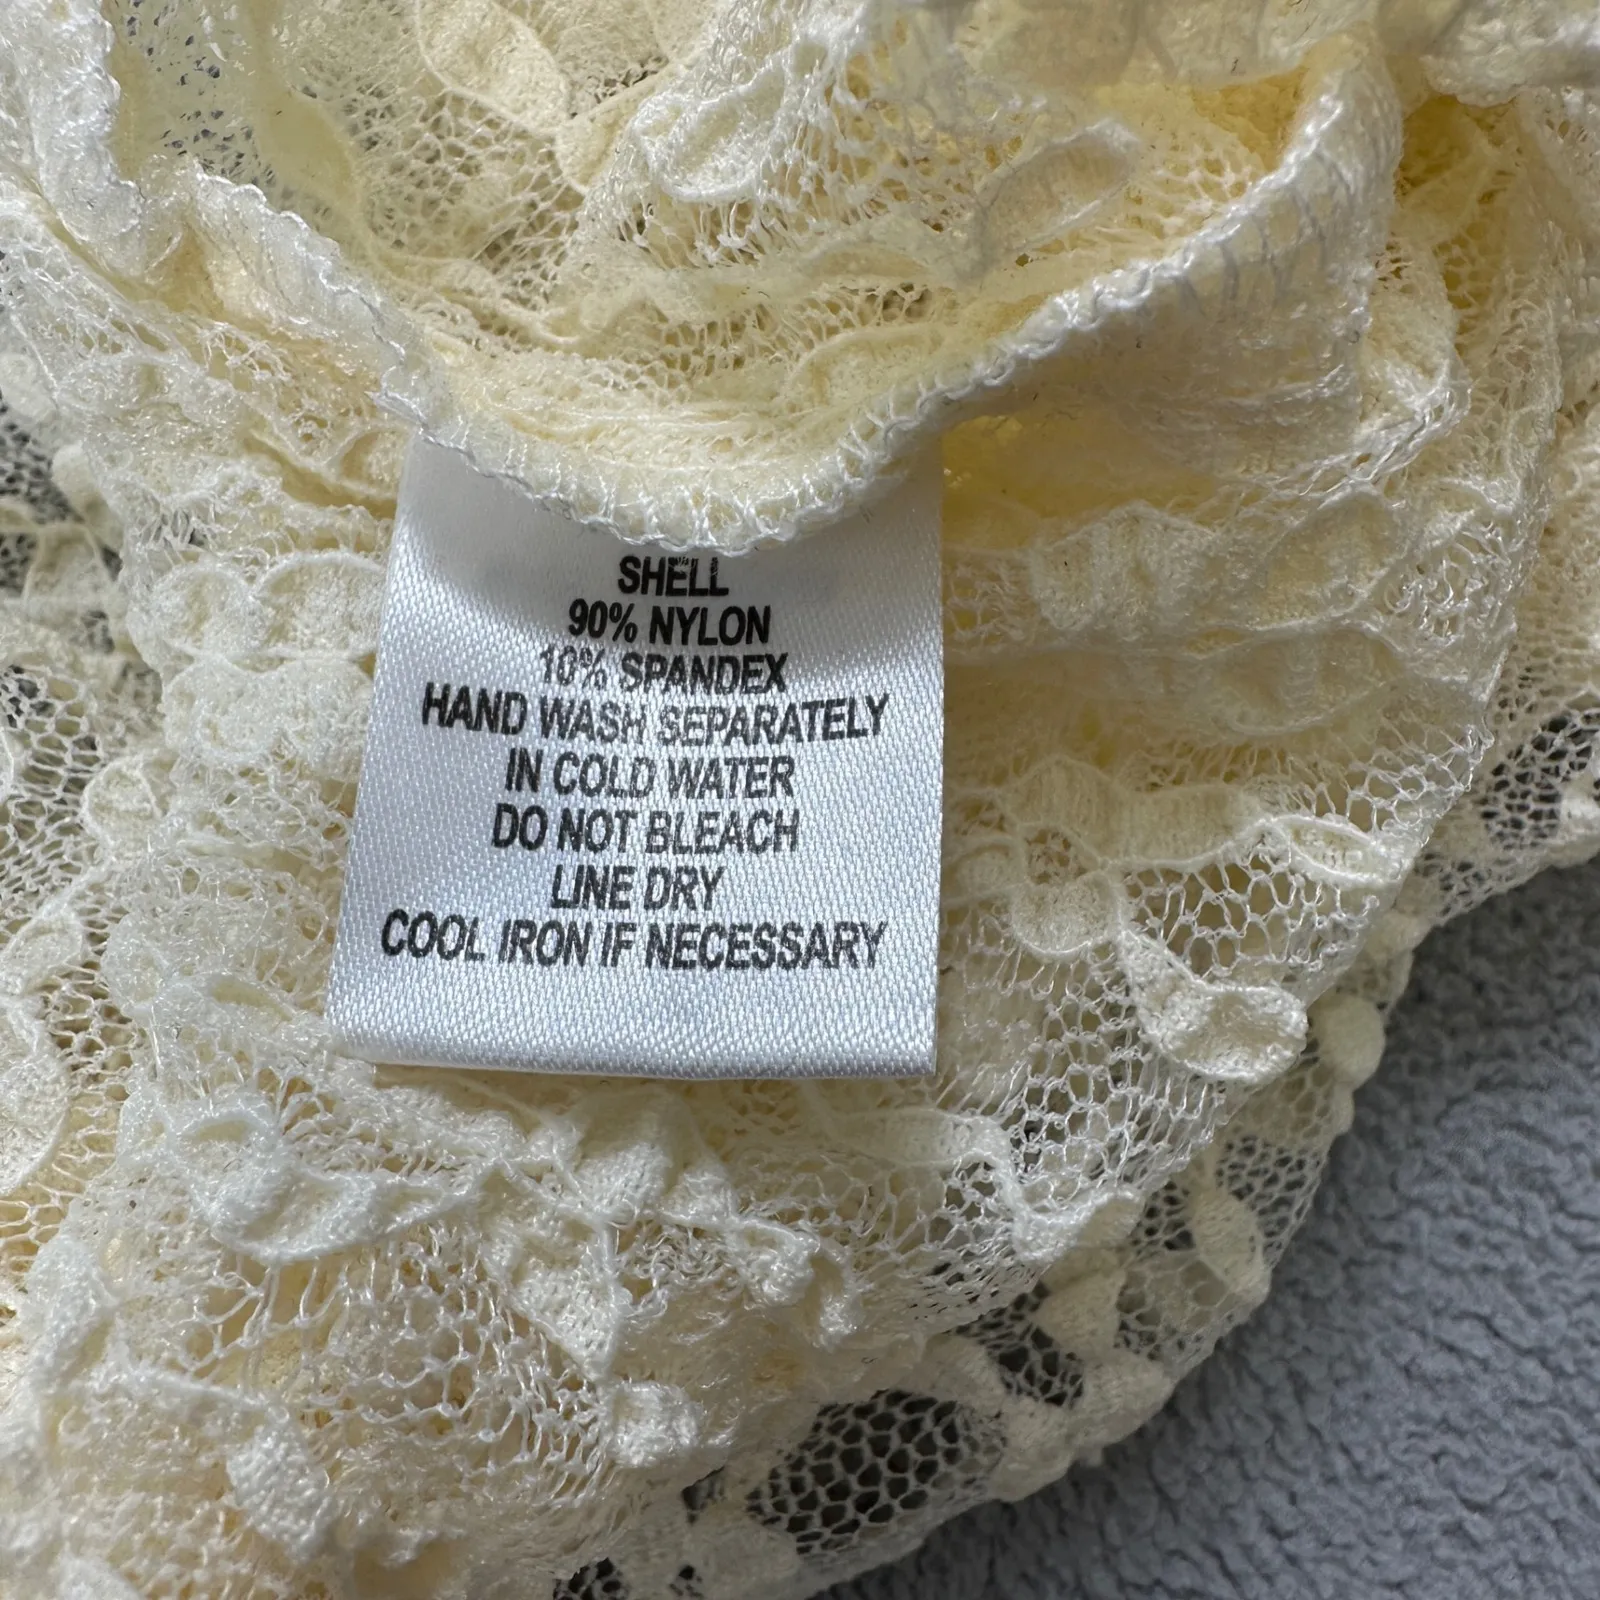 SHELL
90% NYLON
10% SPANDEX
HAND WASH SEPARATELY
IN COLD WATER
DO NOT BLEACH
LINE DRY
COOL IRON IF NECESSARY